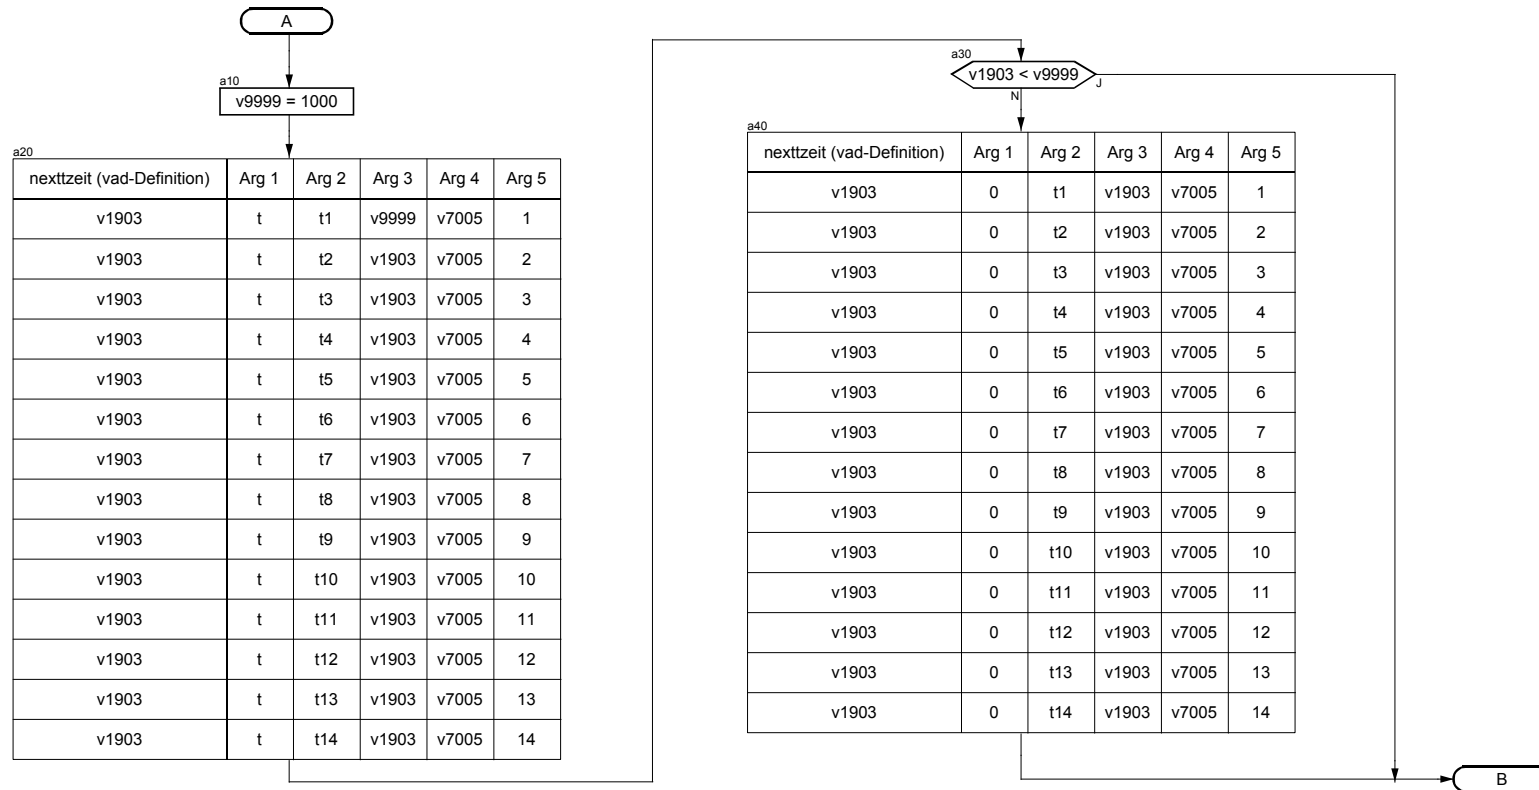 A
a10
v9999 = 1000
a20
nexttzeit (vad-Definition) Arg 1 Arg 2 Arg 3 Arg 4 Arg 5
v1903 t t1 v9999 v7005 1
v1903 t t2 v1903 v7005 2
v1903 t t3 v1903 v7005 3
v1903 t t4 v1903 v7005 4
v1903 t t5 v1903 v7005 5
v1903 t t6 v1903 v7005 6
v1903 t t7 v1903 v7005 7
v1903 t t8 v1903 v7005 8
v1903 t t9 v1903 v7005 9
v1903 t t10 v1903 v7005 10
v1903 t t11 v1903 v7005 11
v1903 t t12 v1903 v7005 12
v1903 t t13 v1903 v7005 13
v1903 t t14 v1903 v7005 14
a30
v1903 < v9999
J
N
a40
nexttzeit (vad-Definition) Arg 1 Arg 2 Arg 3 Arg 4 Arg 5
v1903 0 t1 v1903 v7005 1
v1903 0 t2 v1903 v7005 2
v1903 0 t3 v1903 v7005 3
v1903 0 t4 v1903 v7005 4
v1903 0 t5 v1903 v7005 5
v1903 0 t6 v1903 v7005 6
v1903 0 t7 v1903 v7005 7
v1903 0 t8 v1903 v7005 8
v1903 0 t9 v1903 v7005 9
v1903 0 t10 v1903 v7005 10
v1903 0 t11 v1903 v7005 11
v1903 0 t12 v1903 v7005 12
v1903 0 t13 v1903 v7005 13
v1903 0 t14 v1903 v7005 14
B